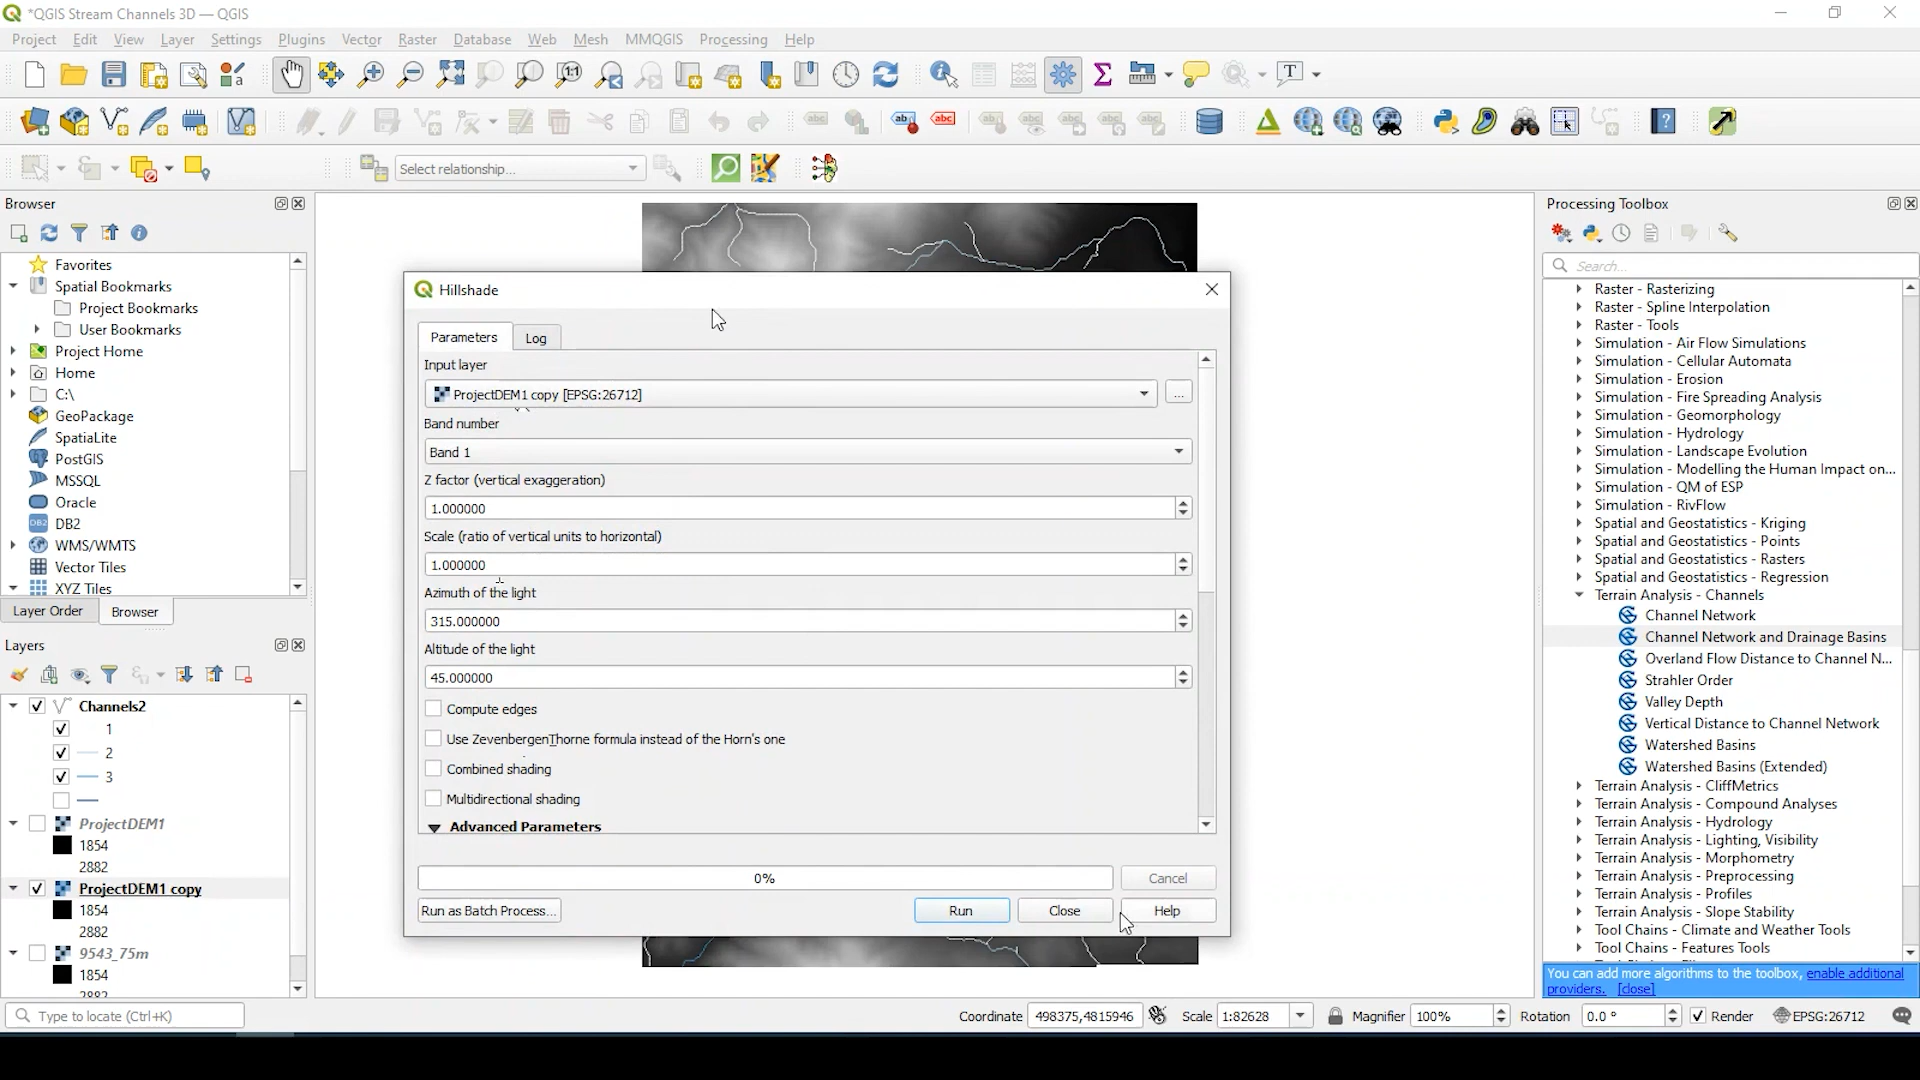 *QGIS Stream Channels 3D — QGIS
Project Edit View Layer Settings Plugins Vector Raster Database Web Mesh MMQGIS Processing Help
Select relationship...
Browser
Favorites
Spatial Bookmarks
Project Bookmarks
User Bookmarks
Project Home
Home
C:\
GeoPackage
SpatiaLite
PostGIS
MSSQL
Oracle
DB2
WMS/WMTS
Vector Tiles
XYZ Tiles
Layer Order Browser
Layers
Channels2
1
2
3
ProjectDEM1
1854
2882
ProjectDEM1 copy
1854
2882
9543_75m
1854
2882
Type to locate (Ctrl+K)
Hillshade
Parameters Log
Input layer
ProjectDEM1 copy [EPSG:26712]
...
Band number
Band 1
Z factor (vertical exaggeration)
1.000000
Scale (ratio of vertical units to horizontal)
1.000000
Azimuth of the light
315.000000
Altitude of the light
45.000000
Compute edges
Use ZevenbergenThorne formula instead of the Horn's one
Combined shading
Multidirectional shading
Advanced Parameters
0%
Cancel
Run as Batch Process...
Run
Close
Help
Processing Toolbox
Search...
Raster - Rasterizing
Raster - Spline Interpolation
Raster - Tools
Simulation - Air Flow Simulations
Simulation - Cellular Automata
Simulation - Erosion
Simulation - Fire Spreading Analysis
Simulation - Geomorphology
Simulation - Hydrology
Simulation - Landscape Evolution
Simulation - Modelling the Human Impact on...
Simulation - QM of ESP
Simulation - RivFlow
Spatial and Geostatistics - Kriging
Spatial and Geostatistics - Points
Spatial and Geostatistics - Rasters
Spatial and Geostatistics - Regression
Terrain Analysis - Channels
Channel Network
Channel Network and Drainage Basins
Overland Flow Distance to Channel N...
Strahler Order
Valley Depth
Vertical Distance to Channel Network
Watershed Basins
Watershed Basins (Extended)
Terrain Analysis - CliffMetrics
Terrain Analysis - Compound Analyses
Terrain Analysis - Hydrology
Terrain Analysis - Lighting, Visibility
Terrain Analysis - Morphometry
Terrain Analysis - Preprocessing
Terrain Analysis - Profiles
Terrain Analysis - Slope Stability
Tool Chains - Climate and Weather Tools
Tool Chains - Features Tools
You can add more algorithms to the toolbox, enable additional
providers. [close]
Coordinate 498375,4815946 Scale 1:82628 Magnifier 100% Rotation 0.0 ° Render EPSG:26712